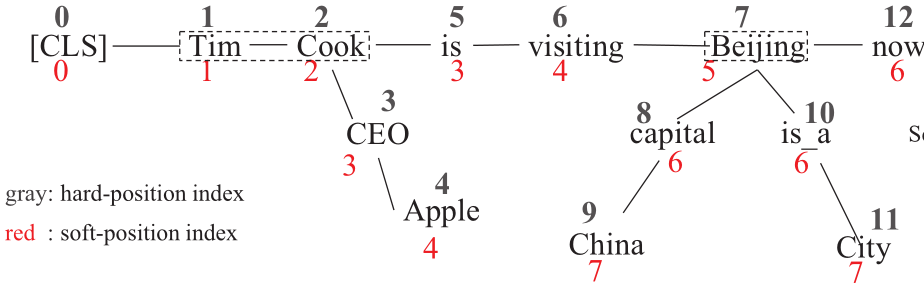 0 1 2 5 6 7 12
[CLS] Tim Cook is visiting Beijing now
0 1 2 3 4 5 6
3 8 10
CEO capital is_a
3 6 6
4
Apple
4
9 11
China City
7 7
gray: hard-position index
red : soft-position index